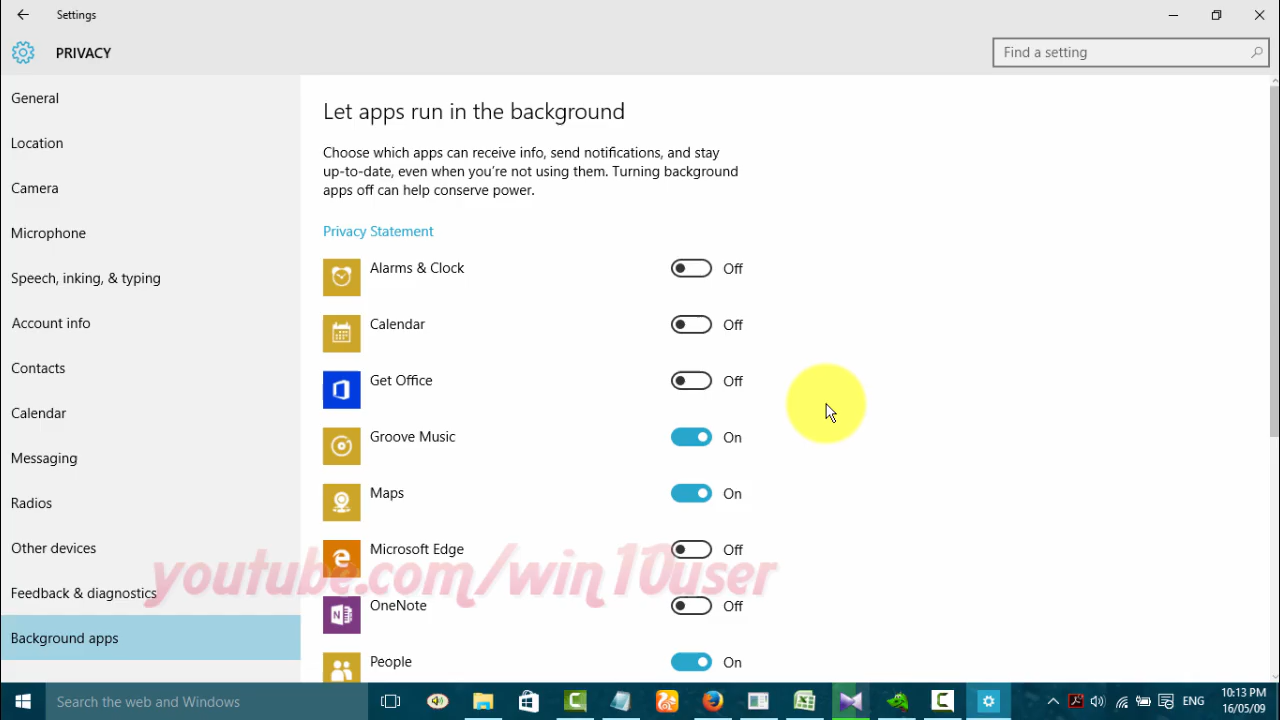 Settings
PRIVACY
Find a setting
General
Location
Camera
Microphone
Speech, inking, & typing
Account info
Contacts
Calendar
Messaging
Radios
Other devices
Feedback & diagnostics
Background apps
Let apps run in the background
Choose which apps can receive info, send notifications, and stay
up-to-date, even when you're not using them. Turning background
apps off can help conserve power.
Privacy Statement
Alarms & Clock Off
Calendar Off
Get Office Off
Groove Music On
Maps On
Microsoft Edge Off
OneNote Off
People On
youtube.com/win10user
Search the web and Windows
ENG
10:13 PM
16/05/09